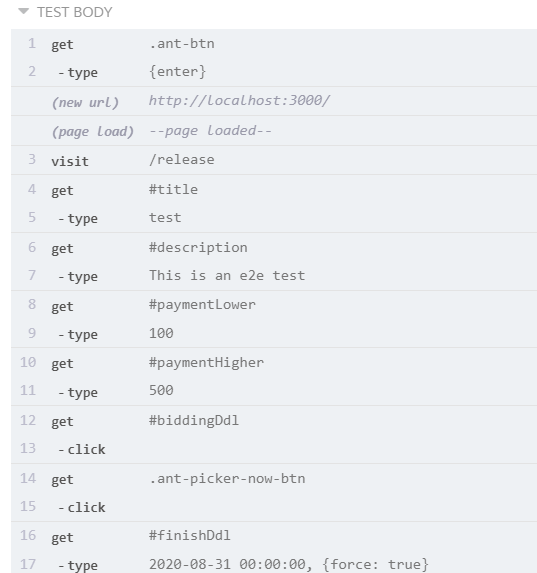 TEST BODY
1 get .ant-btn
2 -type {enter}
(new url) http://localhost:3000/
(page load) --page loaded--
3 visit /release
4 get #title
5 -type test
6 get #description
7 -type This is an e2e test
8 get #paymentLower
9 -type 100
10 get #paymentHigher
11 -type 500
12 get #biddingDdl
13 -click
14 get .ant-picker-now-btn
15 -click
16 get #finishDdl
17 -type 2020-08-31 00:00:00, {force: true}